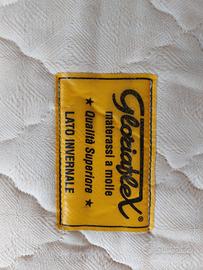 Gloriaflex®
materassi a molle
★ Qualità Superiore ★
LATO INVERNALE